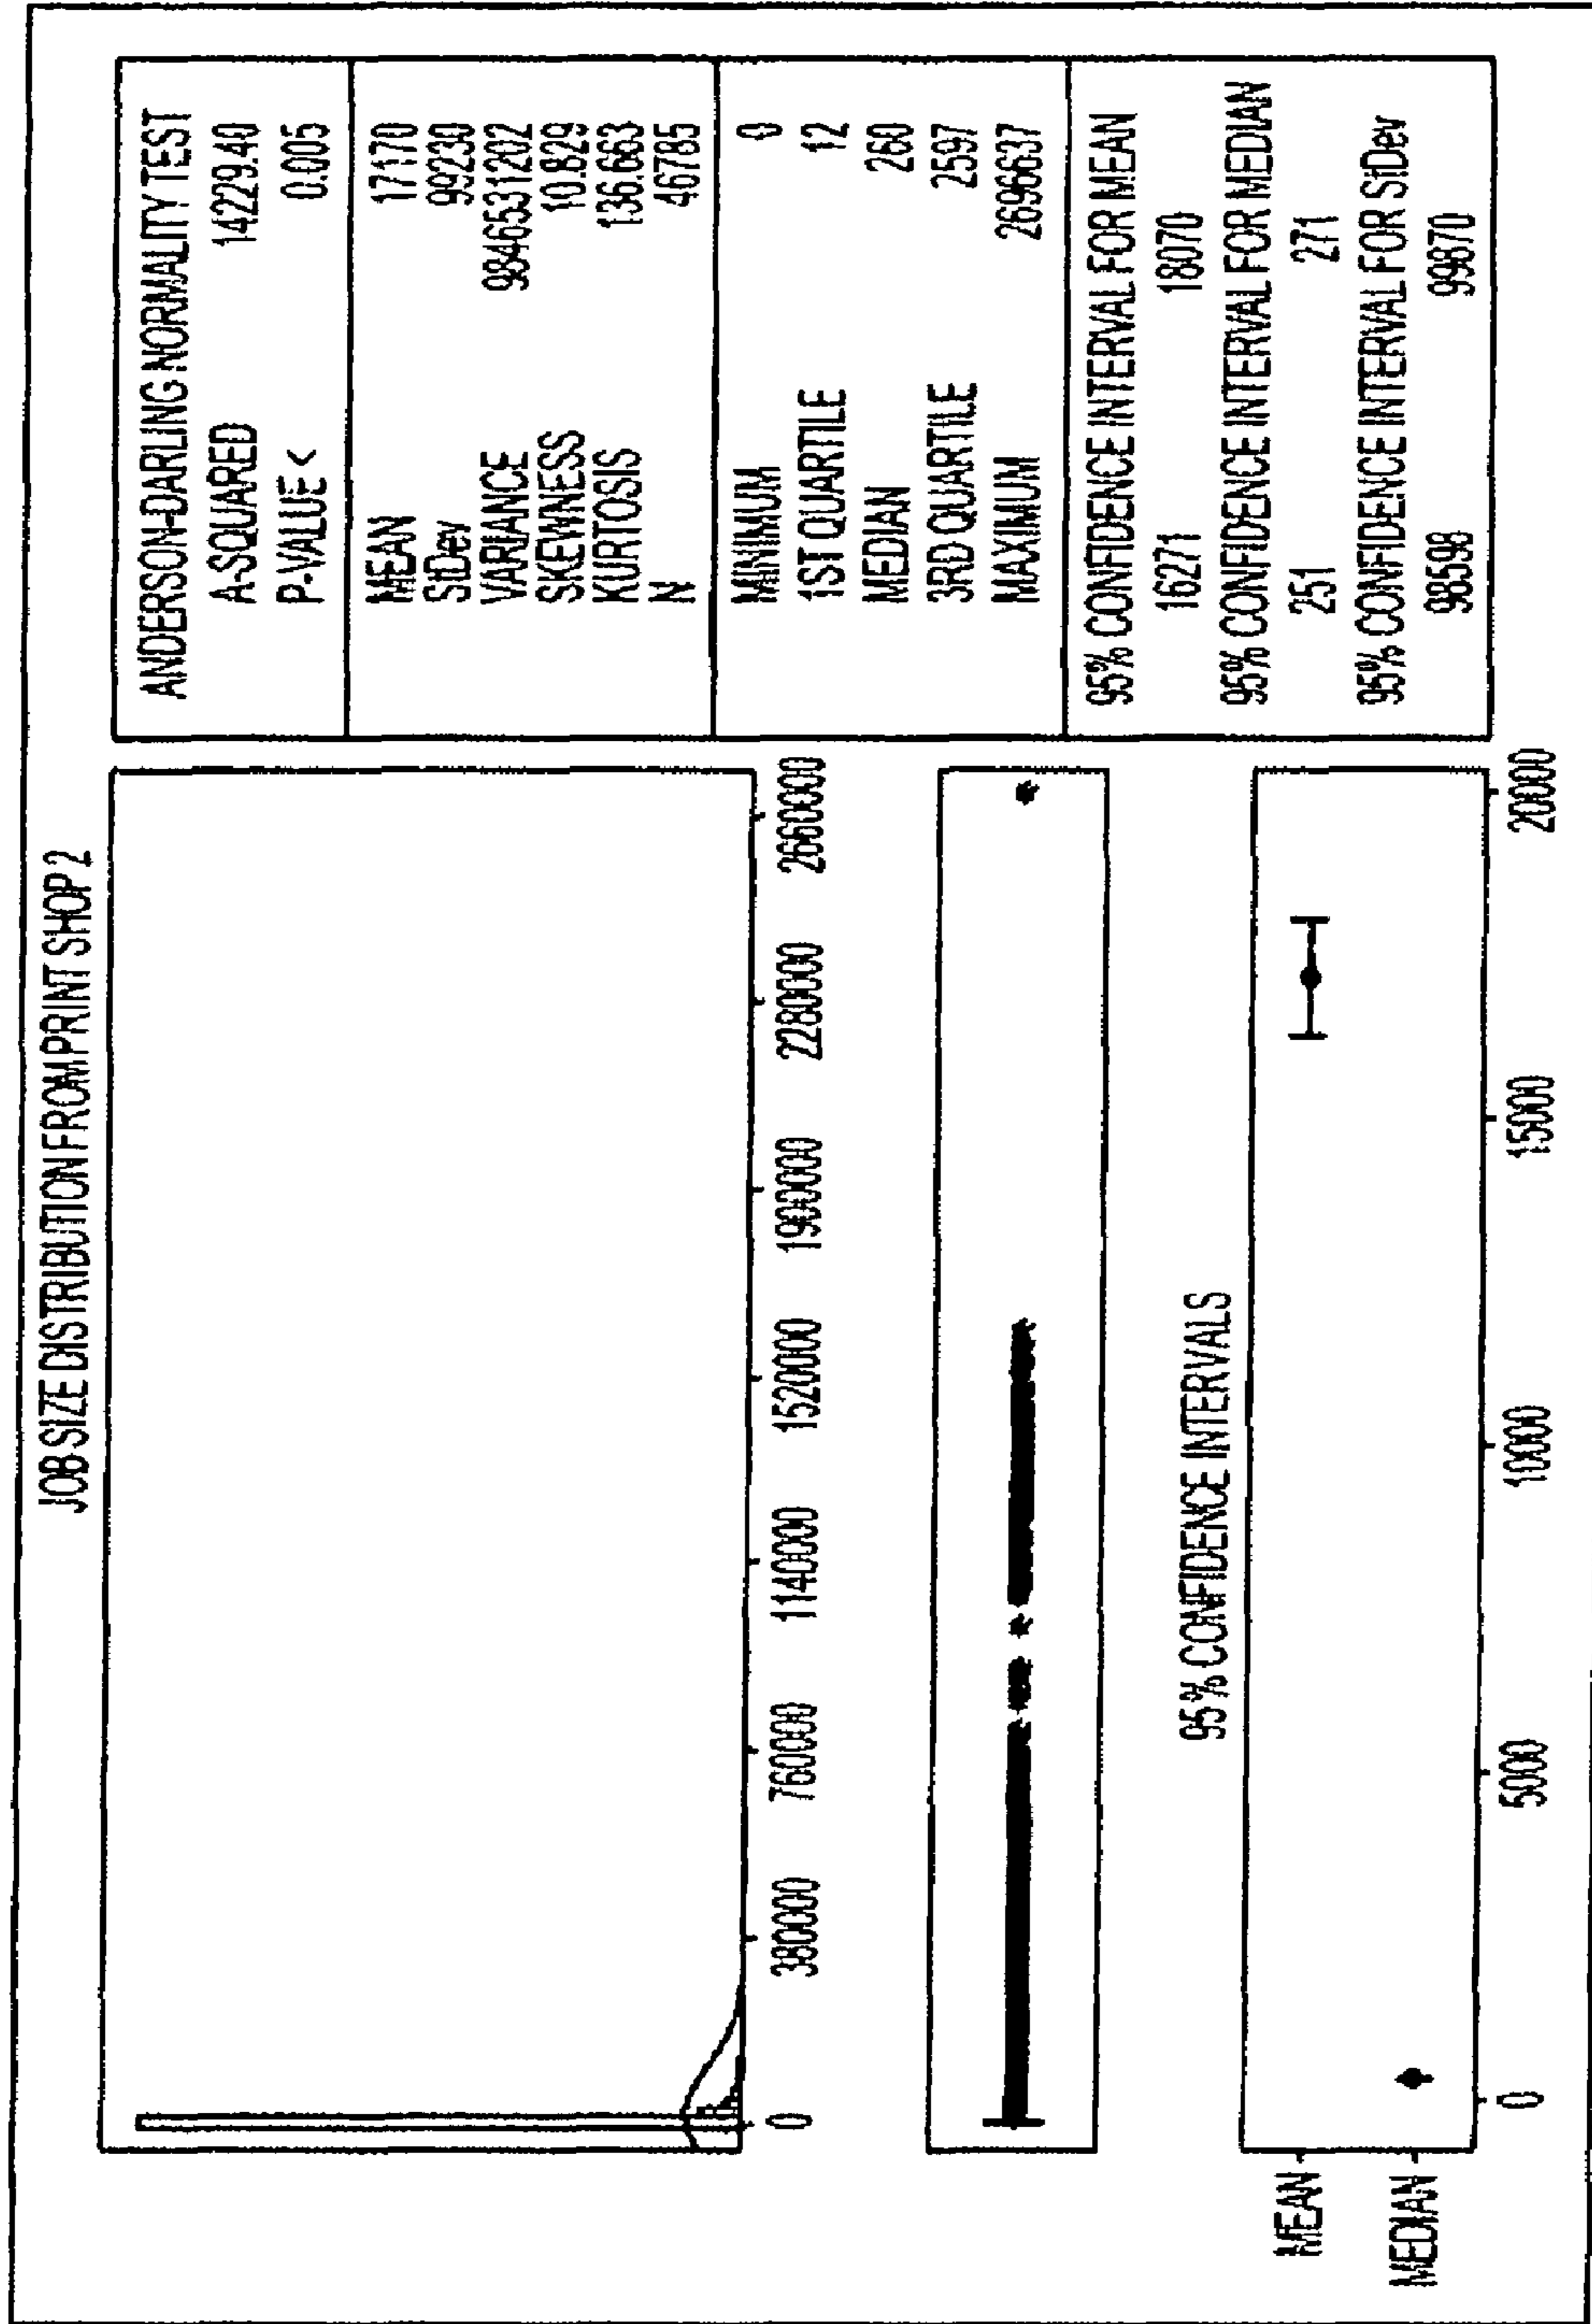 JOB SIZE DISTRIBUTION FROM PRINT SHOP 2
0 380000 760000 1140000 1520000 1900000 2280000 2660000
95% CONFIDENCE INTERVALS
MEAN
MEDIAN
0 5000 10000 15000 20000
ANDERSON-DARLING NORMALITY TEST
A-SQUARED 14229.40
P-VALUE < 0.005
MEAN 17170
StDev 99230
VARIANCE 9846531202
SKEWNESS 10.829
KURTOSIS 136.663
N 46785
MINIMUM 0
1ST QUARTILE 12
MEDIAN 260
3RD QUARTILE 2597
MAXIMUM 2696637
95% CONFIDENCE INTERVAL FOR MEAN
16271 18070
95% CONFIDENCE INTERVAL FOR MEDIAN
251 271
95% CONFIDENCE INTERVAL FOR StDev
98598 99870